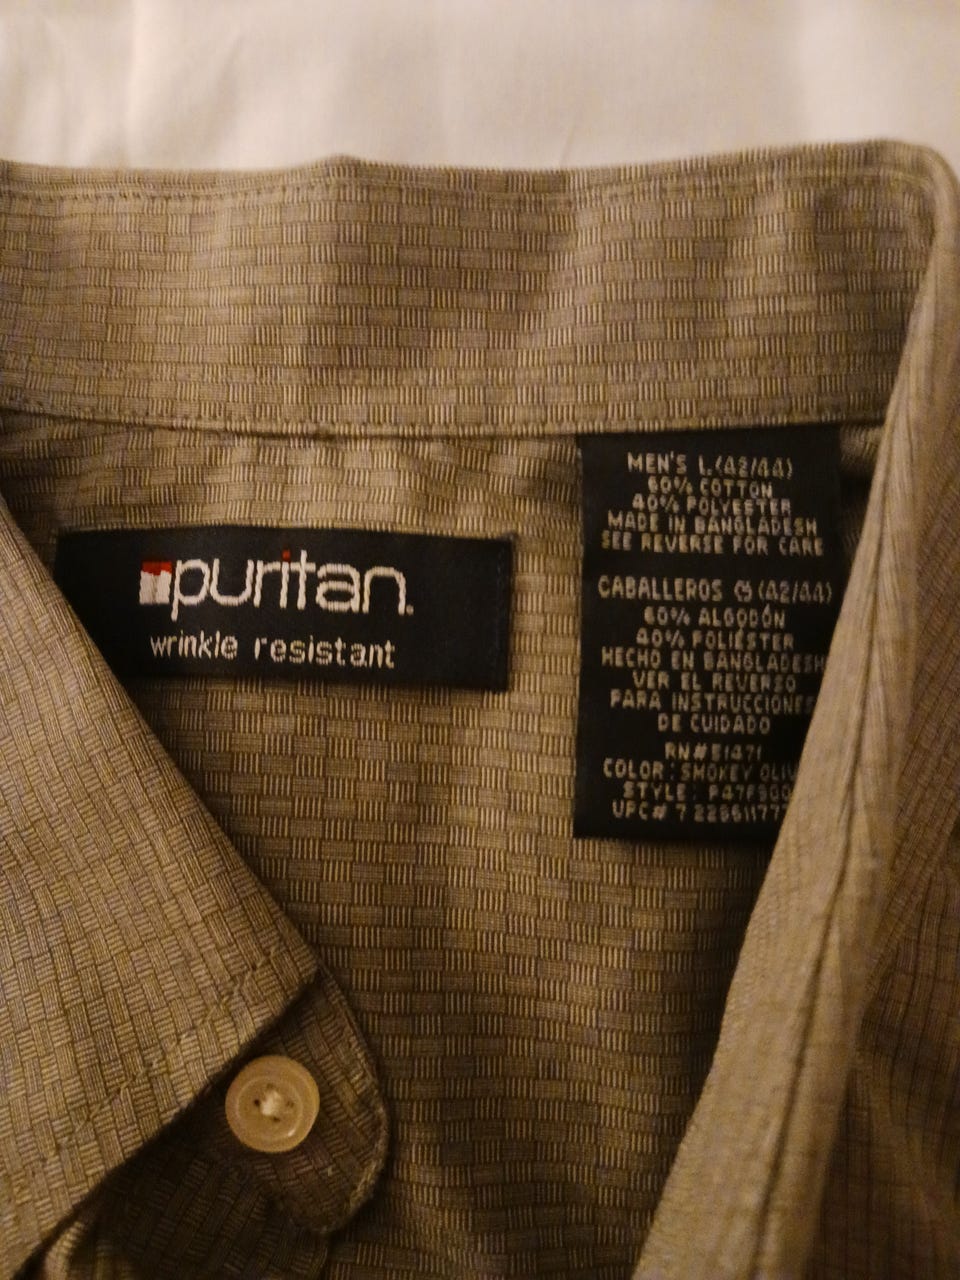 puritan.
wrinkle resistant
MEN'S L (42/44)
60% COTTON
40% POLYESTER
MADE IN BANGLADESH
SEE REVERSE FOR CARE
CABALLEROS G (42/44)
60% ALGODÓN
40% POLIÉSTER
HECHO EN BANGLADESH
VER EL REVERSO
PARA INSTRUCCIONES
DE CUIDADO
RN# 51471
COLOR: SMOKEY
STYLE:
UPC# 7